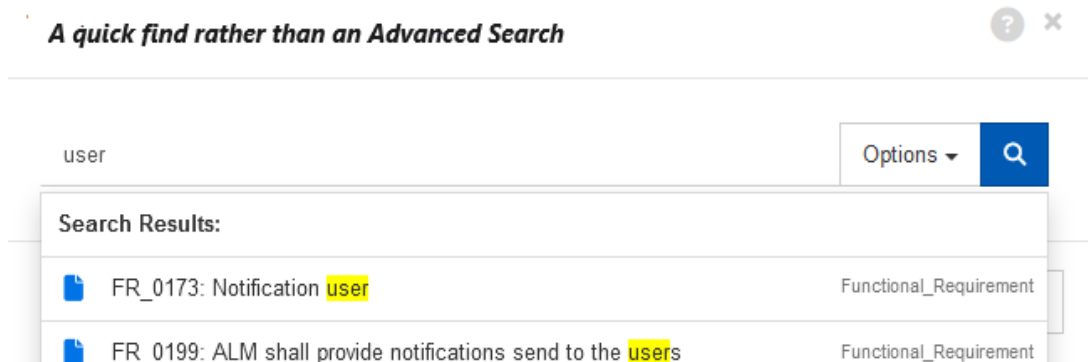 A quick find rather than an Advanced Search
user
Options
Search Results:
FR_0173: Notification user
Functional_Requirement
FR_0199: ALM shall provide notifications send to the users
Functional_Requirement